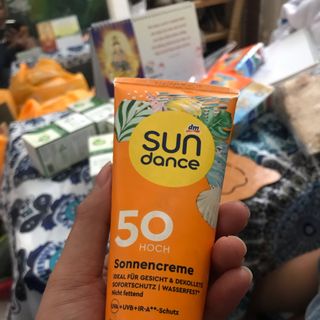 dm
SUN
dance
50
HOCH
Sonnencreme
IDEAL FÜR GESICHT & DEKOLLETÉ
SOFORTSCHUTZ | WASSERFEST*
Nicht fettend
UVA+UVB+IR-A**-Schutz